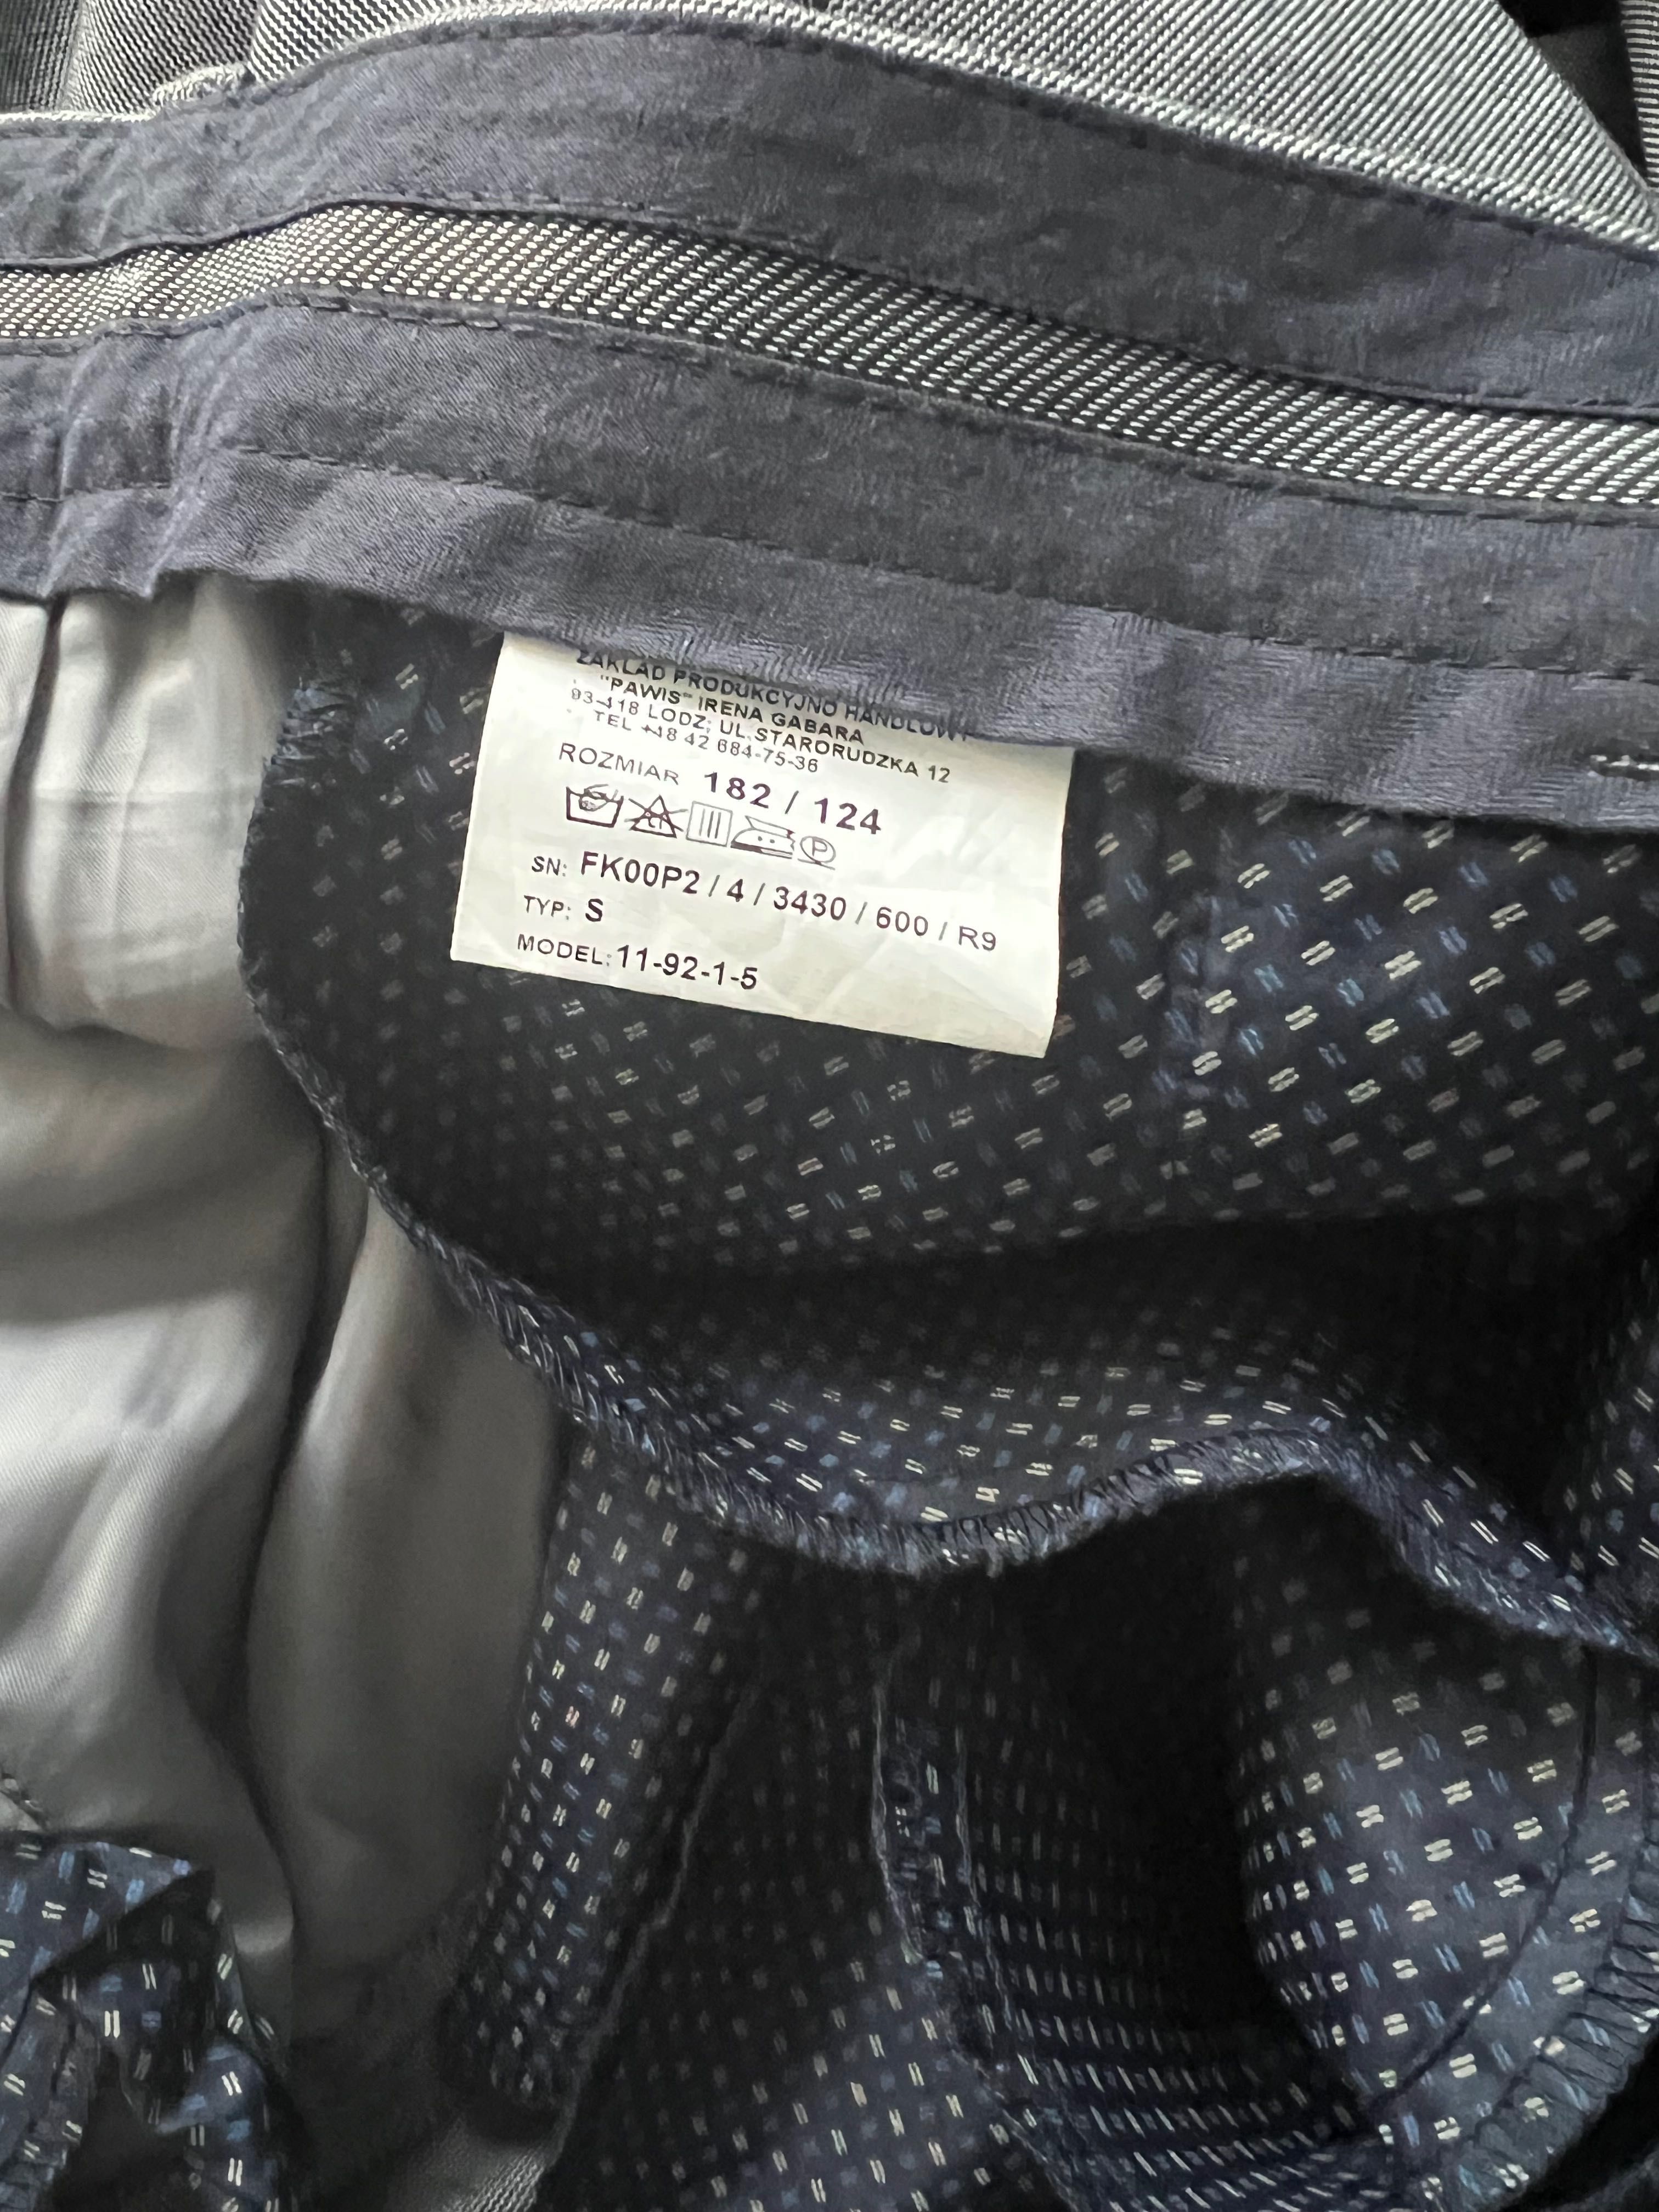 ZAKŁAD PRODUKCYJNO HANDLOWY
"PAWIS" IRENA GABARA
93-418 LODZ; UL.STARORUDZKA 12
TEL +48 42 684-75-36
ROZMIAR 182 / 124
P
SN: FK00P2 / 4 / 3430 / 600 / R9
TYP: S
MODEL: 11-92-1-5